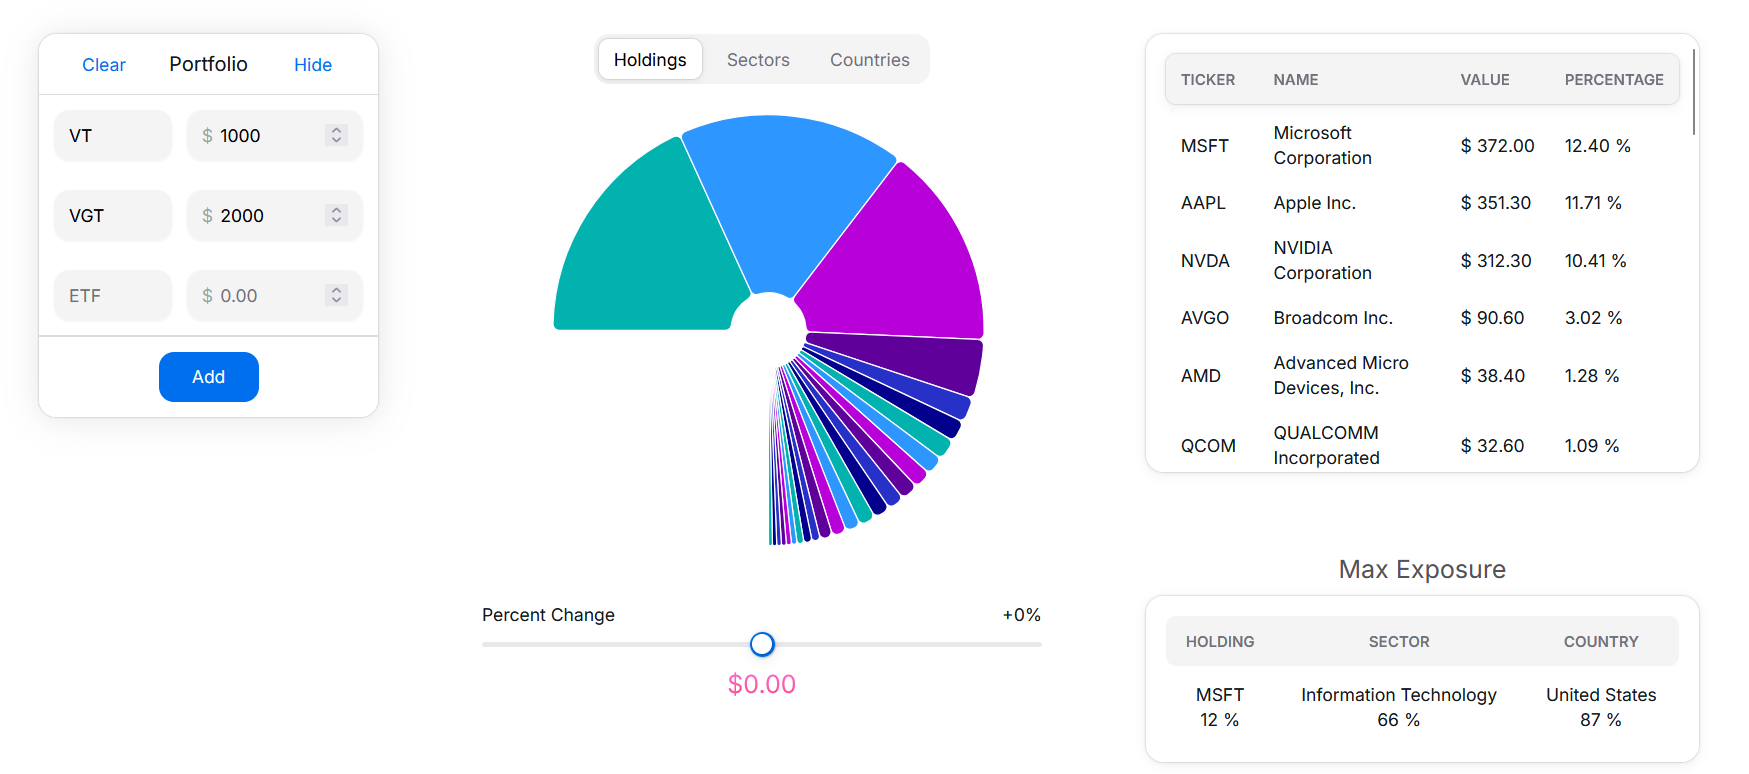 Clear Portfolio Hide
VT $ 1000
VGT $ 2000
ETF $ 0.00
Add
Holdings Sectors Countries
Percent Change +0%
$0.00
TICKER NAME VALUE PERCENTAGE
MSFT Microsoft Corporation $ 372.00 12.40 %
AAPL Apple Inc. $ 351.30 11.71 %
NVDA NVIDIA Corporation $ 312.30 10.41 %
AVGO Broadcom Inc. $ 90.60 3.02 %
AMD Advanced Micro Devices, Inc. $ 38.40 1.28 %
QCOM QUALCOMM Incorporated $ 32.60 1.09 %
Max Exposure
HOLDING SECTOR COUNTRY
MSFT Information Technology United States
12 % 66 % 87 %